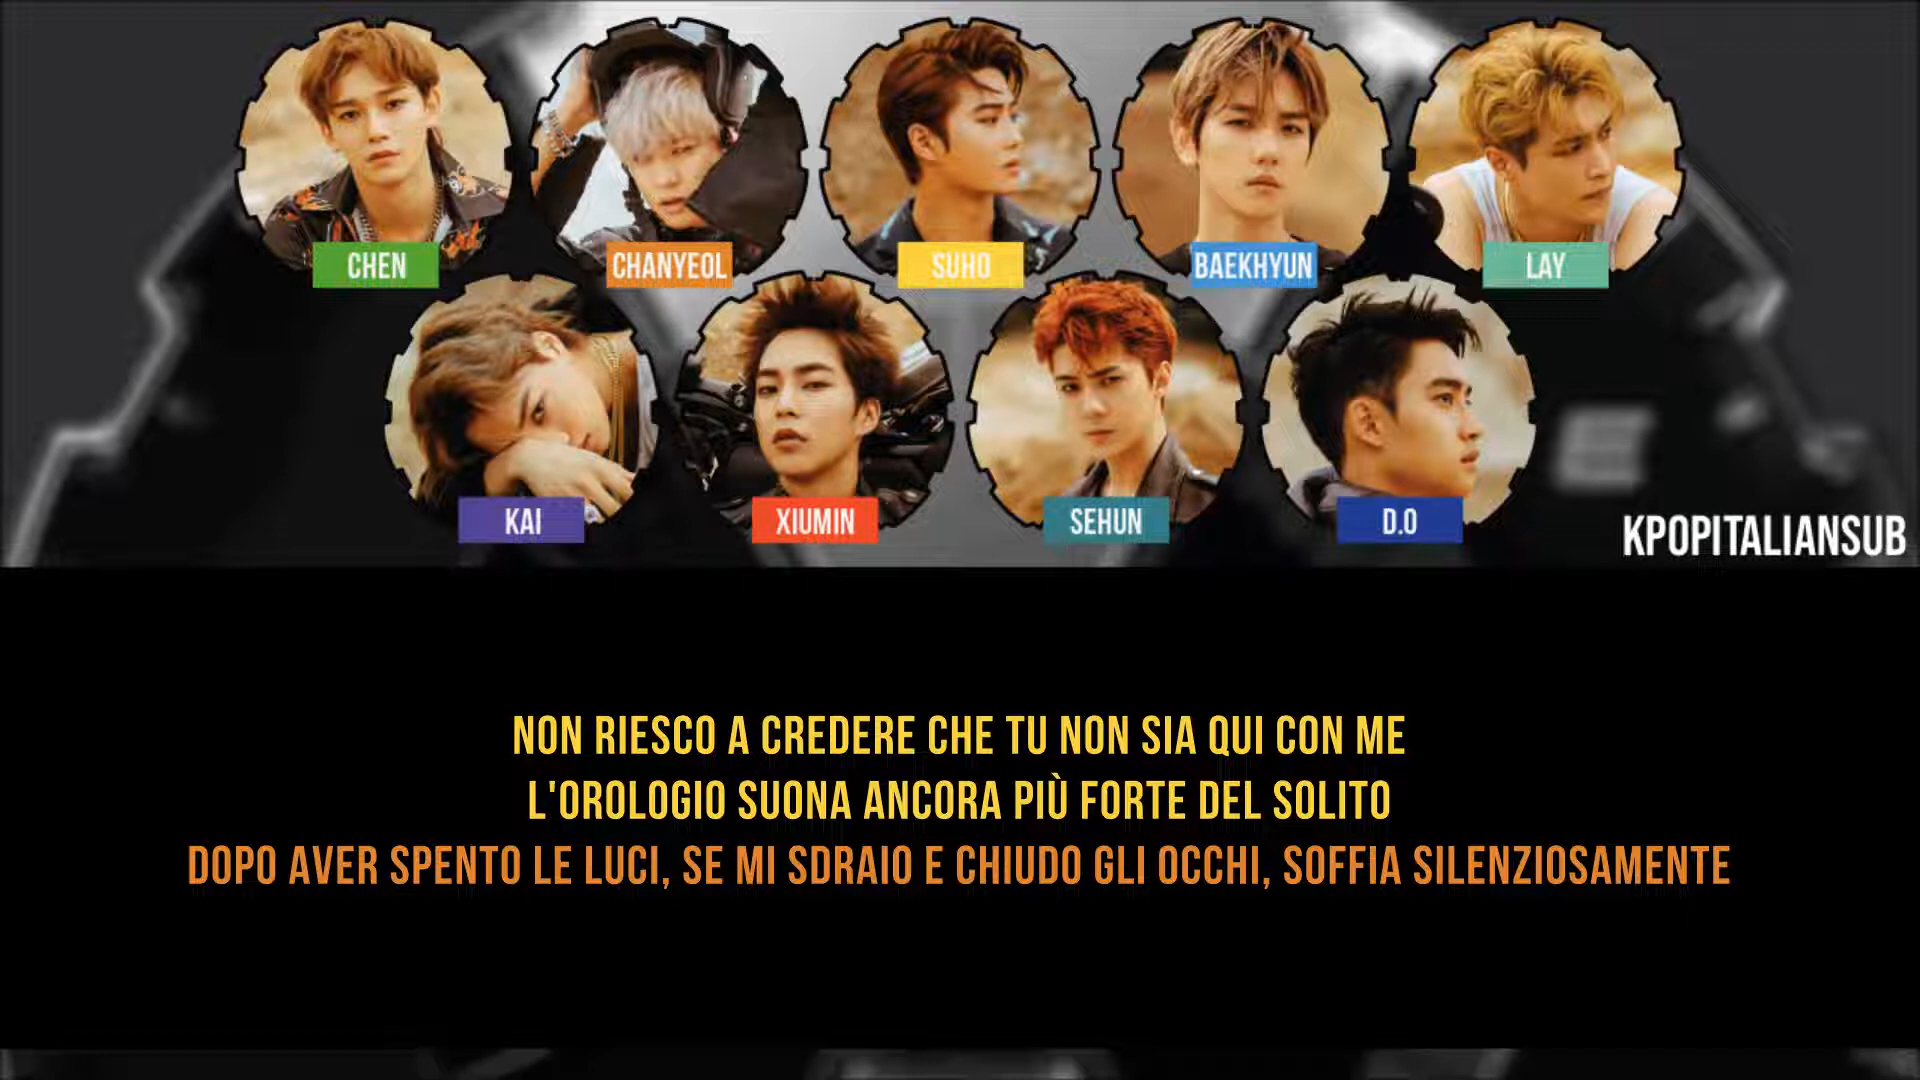 CHEN
CHANYEOL
SUHO
BAEKHYUN
LAY
KAI
XIUMIN
SEHUN
D.O
KPOPITALIANSUB
NON RIESCO A CREDERE CHE TU NON SIA QUI CON ME
L'OROLOGIO SUONA ANCORA PIÙ FORTE DEL SOLITO
DOPO AVER SPENTO LE LUCI, SE MI SDRAIO E CHIUDO GLI OCCHI, SOFFIA SILENZIOSAMENTE